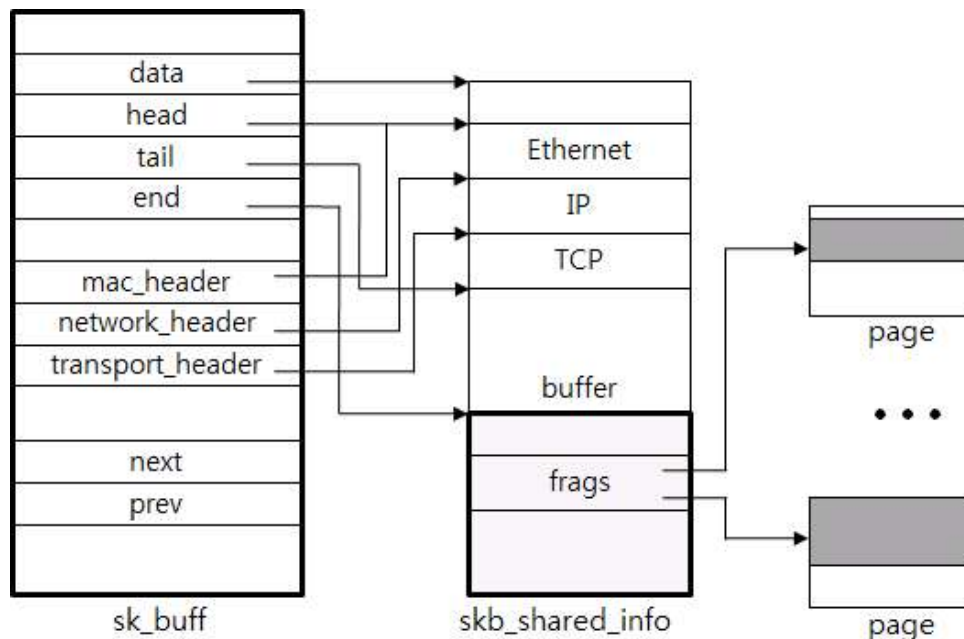 data
head
tail
end
mac_header
network_header
transport_header
next
prev
sk_buff
Ethernet
IP
TCP
buffer
frags
skb_shared_info
page
page